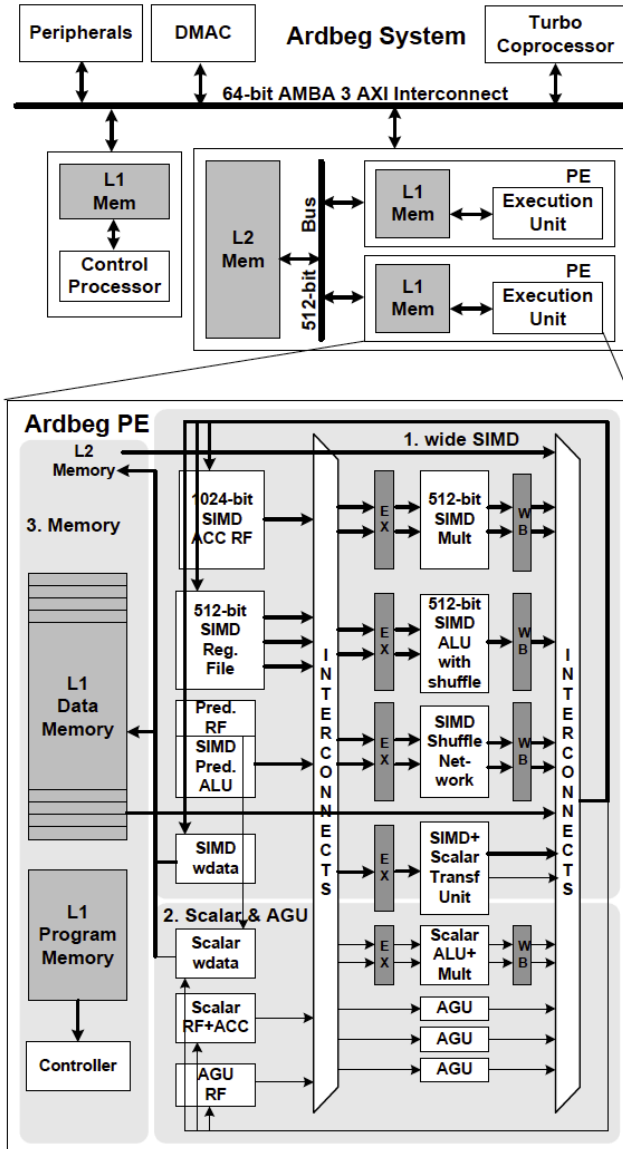 Peripherals
DMAC
Ardbeg System
Turbo
Coprocessor
64-bit AMBA 3 AXI Interconnect
L1
Mem
Control
Processor
L2
Mem
512-bit Bus
PE
L1
Mem
Execution
Unit
PE
L1
Mem
Execution
Unit
Ardbeg PE
L2
Memory
1. wide SIMD
3. Memory
1024-bit
SIMD
ACC RF
EX
512-bit
SIMD
Mult
WB
512-bit
SIMD
Reg.
File
EX
512-bit
SIMD
ALU
with
shuffle
WB
L1
Data
Memory
Pred.
RF
SIMD
Pred.
ALU
INTERCONNECTS
EX
SIMD
Shuffle
Net-
work
WB
INTERCONNECTS
SIMD
wdata
EX
SIMD+
Scalar
Transf
Unit
L1
Program
Memory
2. Scalar & AGU
Scalar
wdata
EX
Scalar
ALU+
Mult
WB
Scalar
RF+ACC
AGU
AGU
AGU
Controller
AGU
RF